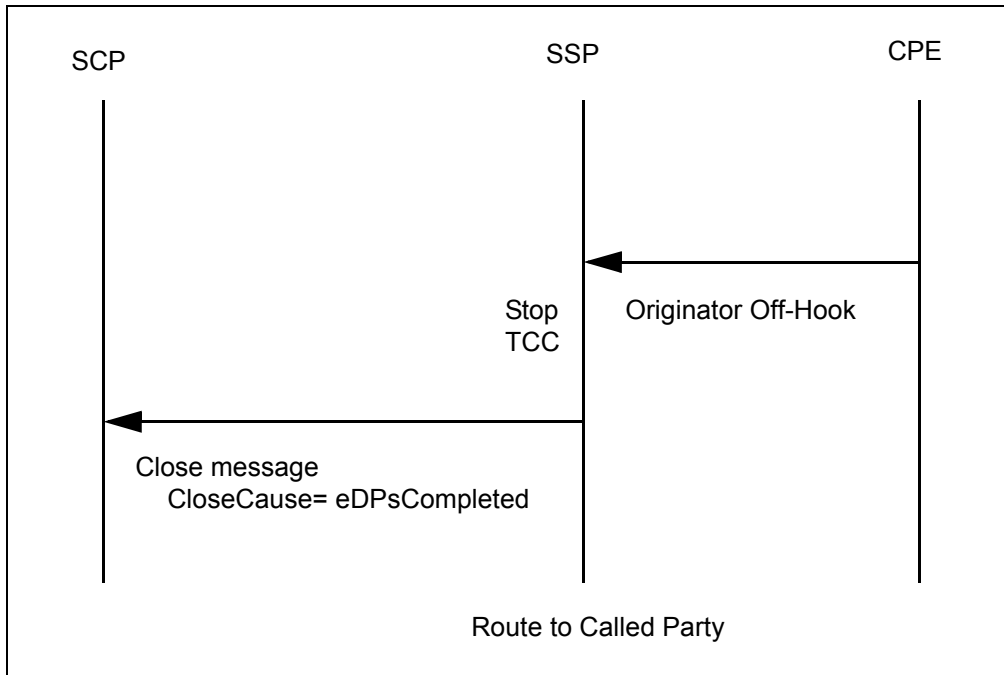 SCP
SSP
CPE
Originator Off-Hook
Stop
TCC
Close message
CloseCause= eDPsCompleted
Route to Called Party